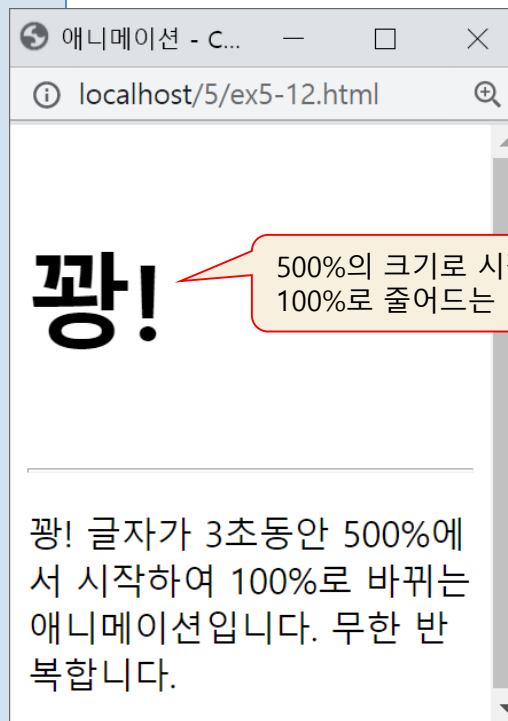 애니메이션 - C...
localhost/5/ex5-12.html
꽝!
500%의 크기로
100%로 줄어드는
꽝! 글자가 3초동안 500%에
서 시작하여 100%로 바뀌는
애니메이션입니다. 무한 반
복합니다.